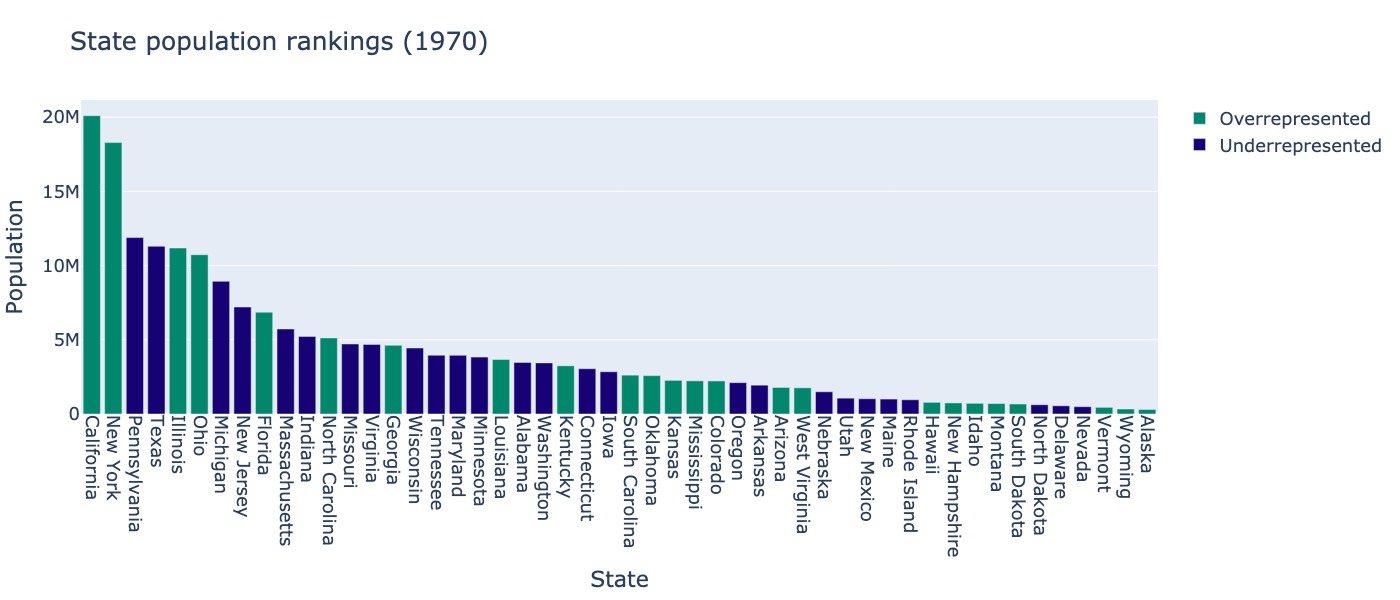 State population rankings (1970)
20M
15M
10M
5M
0
Population
Overrepresented
Underrepresented
California
New York
Pennsylvania
Texas
Illinois
Ohio
Michigan
New Jersey
Florida
Massachusetts
Indiana
North Carolina
Missouri
Virginia
Georgia
Wisconsin
Tennessee
Maryland
Minnesota
Louisiana
Alabama
Washington
Kentucky
Connecticut
Iowa
South Carolina
Oklahoma
Kansas
Mississippi
Colorado
Oregon
Arkansas
Arizona
West Virginia
Nebraska
Utah
New Mexico
Maine
Rhode Island
Hawaii
New Hampshire
Idaho
Montana
South Dakota
North Dakota
Delaware
Nevada
Vermont
Wyoming
Alaska
State